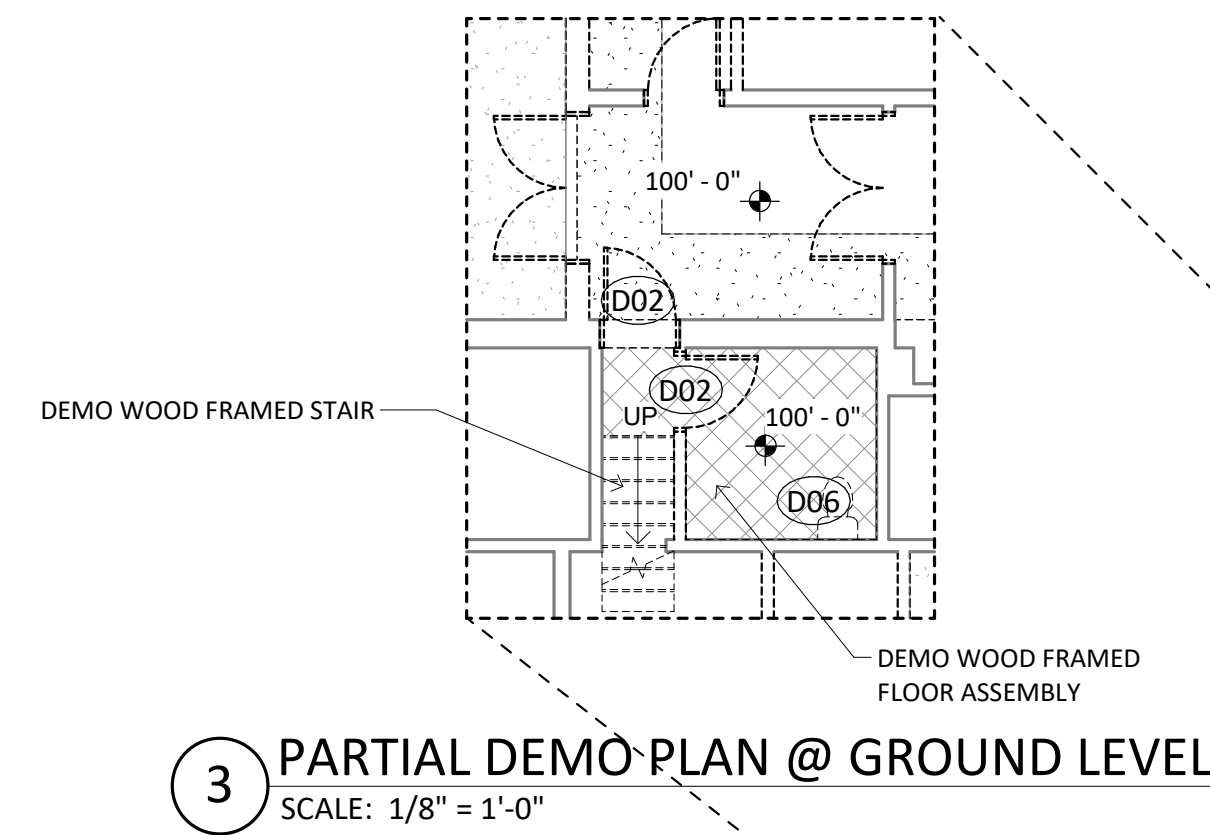 100' - 0"
D02
D02
DEMO WOOD FRAMED STAIR
UP
100' - 0"
D06
DEMO WOOD FRAMED
FLOOR ASSEMBLY
3
PARTIAL DEMO PLAN @ GROUND LEVEL
SCALE: 1/8" = 1'-0"